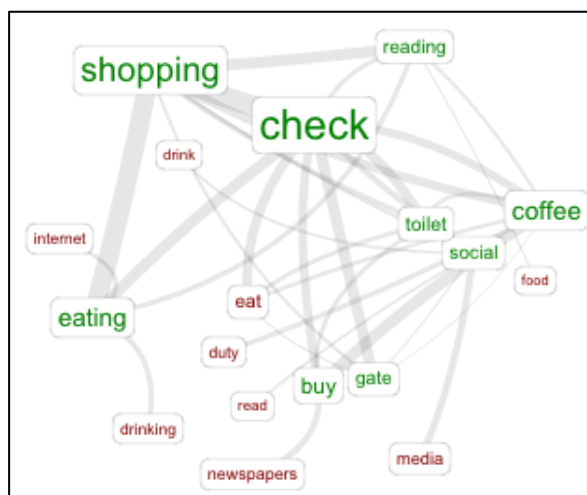 reading
shopping
check
drink
coffee
toilet
internet
social
food
eat
eating
duty
gate
buy
read
drinking
media
newspapers